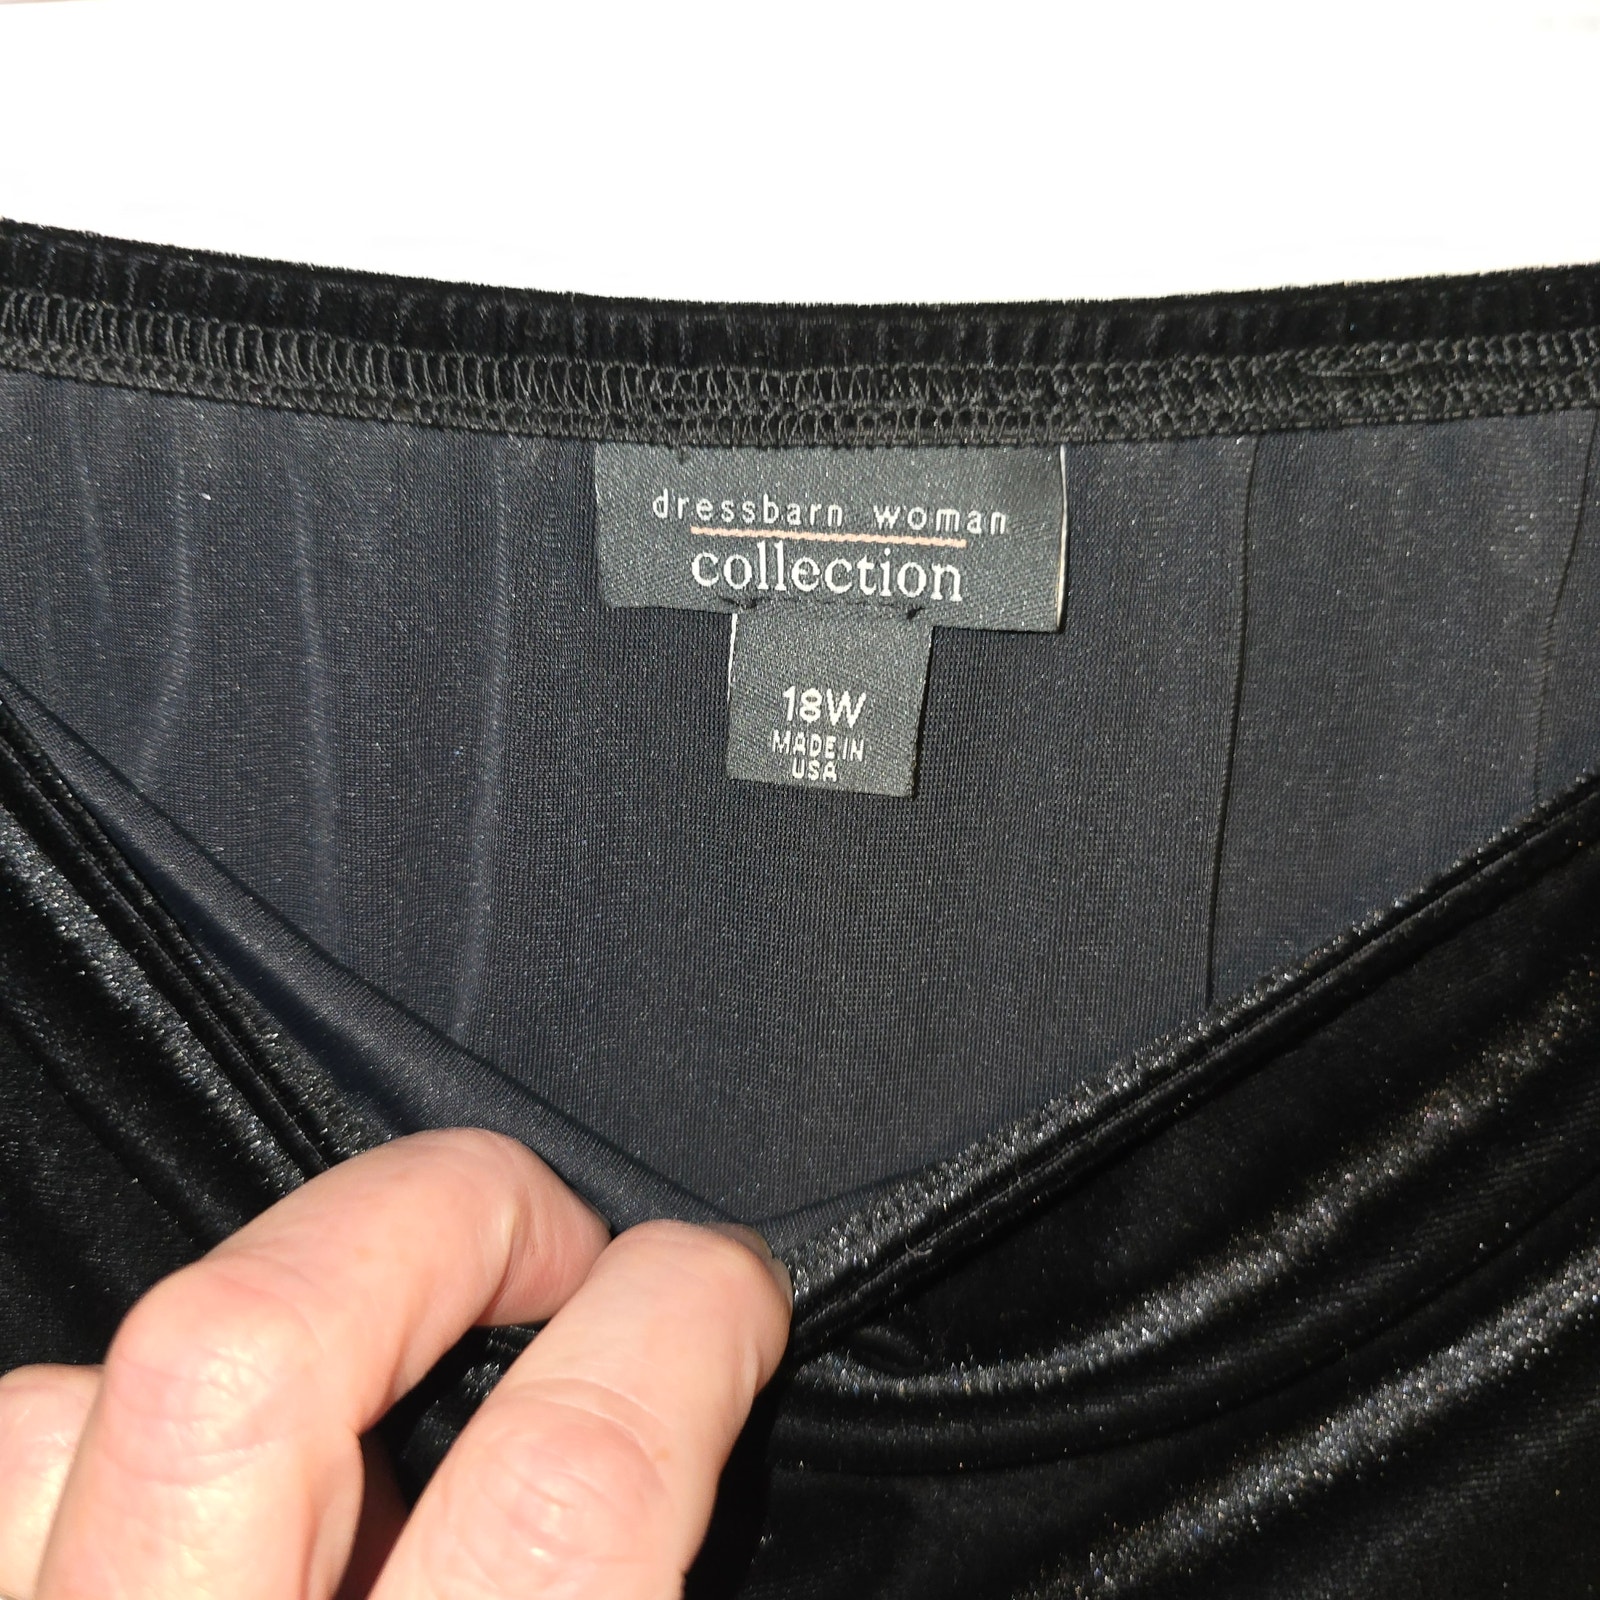 dressbarn woman
collection
18W
MADE IN
USA